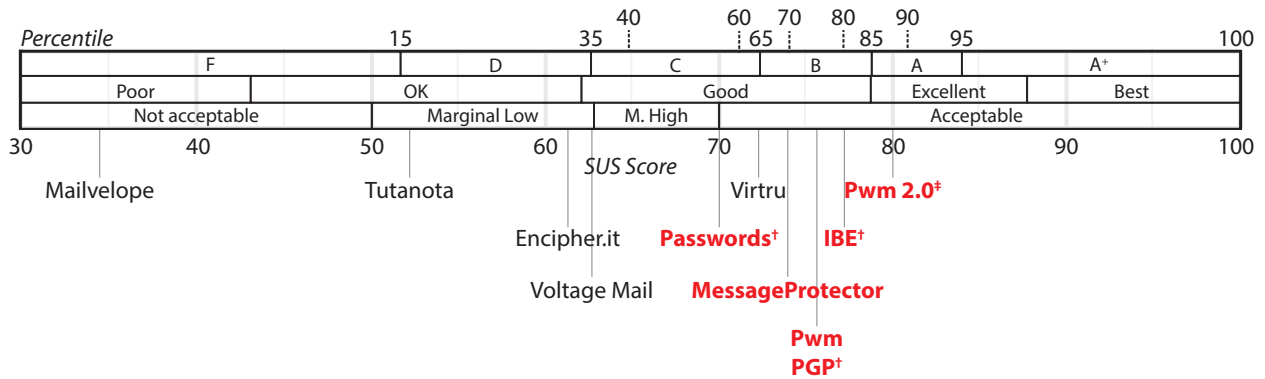 40 60 70 80 90
Percentile 15 35 65 85 95 100
F D C B A A⁺
Poor OK Good Excellent Best
Not acceptable Marginal Low M. High Acceptable
30 40 50 60 70 80 90 100
SUS Score
Mailvelope Tutanota Virtru Pwm 2.0‡
Encipher.it Passwords† IBE†
Voltage Mail MessageProtector
Pwm
PGP†